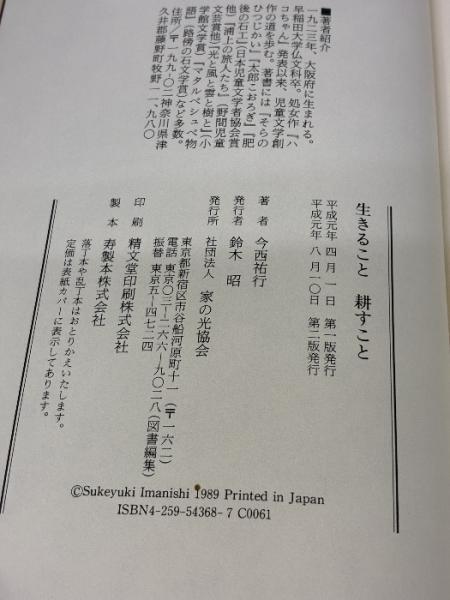 ■著者紹介
一九二三年、大阪府に生まれる。
早稲田大学仏文科卒。処女作『ハ
コちゃん』発表以来、児童文学創
作の道を歩む。著書には『そらの
ひつじかい』『太郎こおろぎ』『肥
後の石工』(日本児童文学者協会賞
他)『浦上の旅人たち』(野間児童
文芸賞他)『光と風と雲と樹と』(小
学館文学賞)『マタルペシュペ物
語』(路傍の石文学賞)など多数。
住所/〒一九九-〇二神奈川県津
久井郡藤野町牧野一一、九八〇
生きること 耕すこと
平成元年 四月 一日 第一版発行
平成元年 八月一〇日 第二版発行
著者 今西祐行
発行者 鈴木 昭
発行所 社団法人 家の光協会
東京都新宿区市谷船河原町十一(〒一六二)
電話 東京〇三-二六六-九〇二八(図書編集)
振替 東京五-四七二四
印刷 精文堂印刷株式会社
製本 寿製本株式会社
落丁本や乱丁本はおとりかえいたします。
定価は表紙カバーに表示してあります。
©Sukeyuki Imanishi 1989 Printed in Japan
ISBN4-259-54368-7 C0061